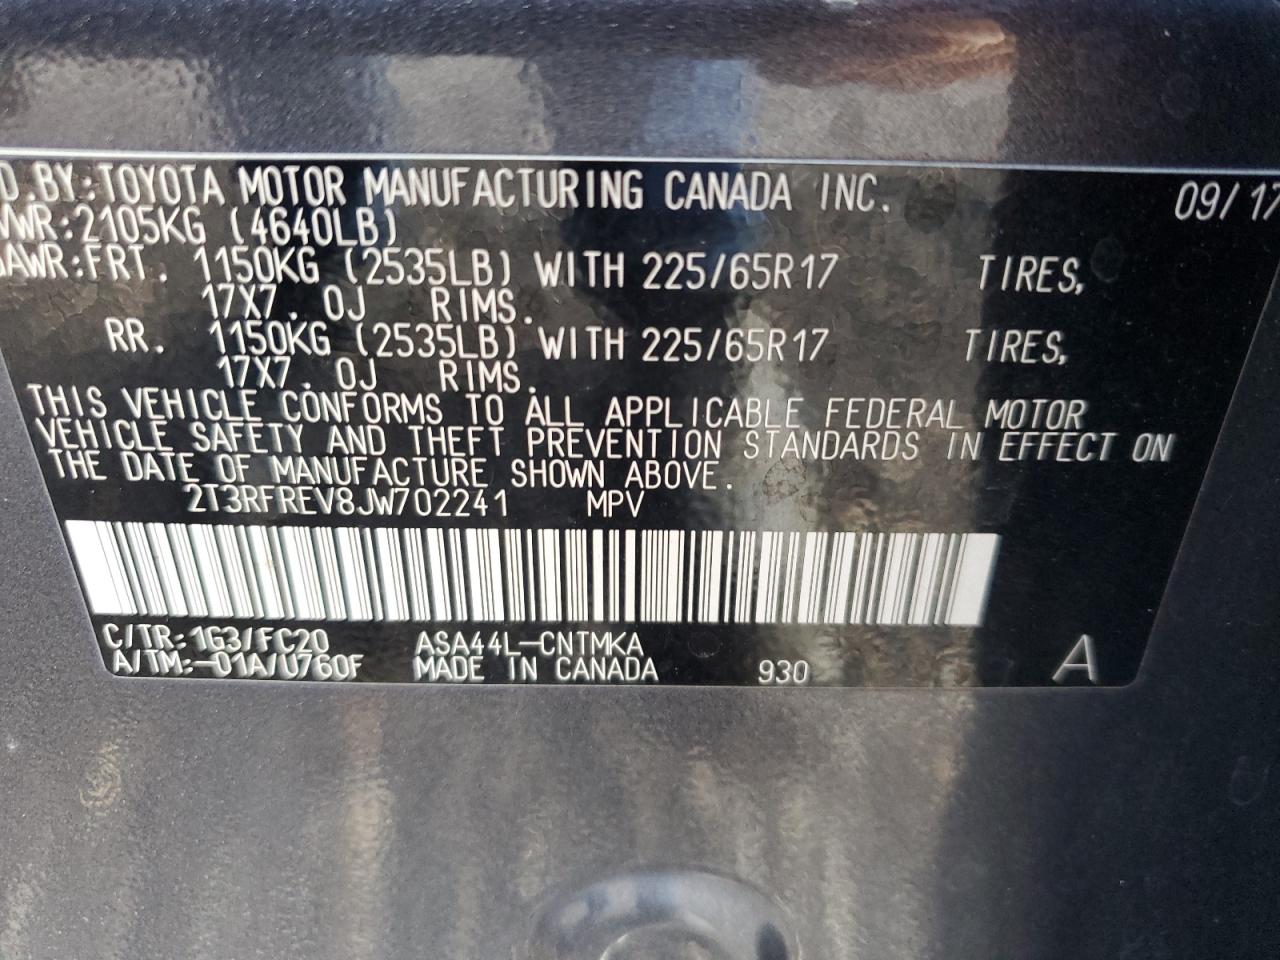 D BY:TOYOTA MOTOR MANUFACTURING CANADA INC. 09/17
VWR:2105KG (4640LB)
AWR:FRT. 1150KG (2535LB) WITH 225/65R17 TIRES,
17X7.0J RIMS.
RR. 1150KG (2535LB) WITH 225/65R17 TIRES,
17X7.0J RIMS.
THIS VEHICLE CONFORMS TO ALL APPLICABLE FEDERAL MOTOR
VEHICLE SAFETY AND THEFT PREVENTION STANDARDS IN EFFECT ON
THE DATE OF MANUFACTURE SHOWN ABOVE.
2T3RFREV8JW702241 MPV
C/TR:1G3/FC20 ASA44L-CNTMKA
A/TM:-01A/U760F MADE IN CANADA 930 A